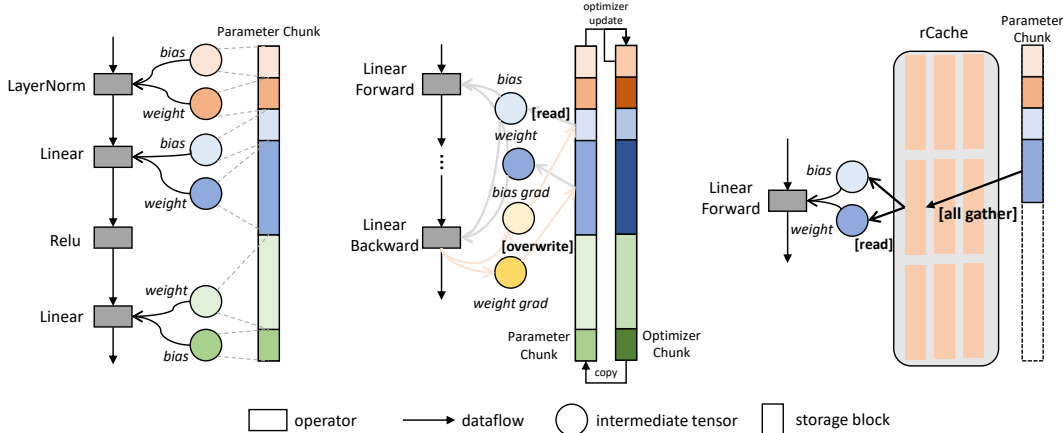 bias
Parameter Chunk
LayerNorm
weight
bias
Linear
weight
Relu
weight
Linear
bias
optimizer
update
Linear
Forward
bias
[read]
weight
...
bias grad
Linear
Backward
[overwrite]
weight grad
Parameter
Chunk
Optimizer
Chunk
copy
rCache
Parameter
Chunk
bias
Linear
Forward
weight
[read]
[all gather]
operator
dataflow
intermediate tensor
storage block